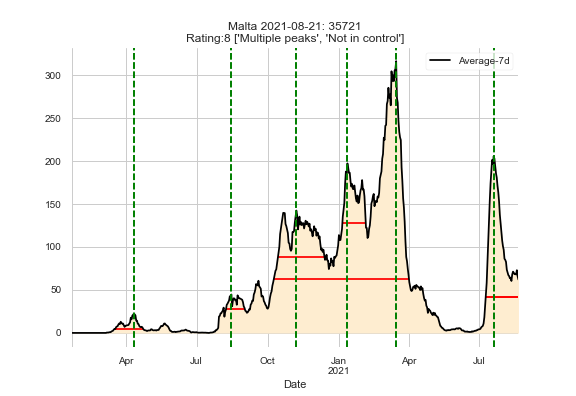 Malta 2021-08-21: 35721
Rating:8 ['Multiple peaks', 'Not in control']
Average-7d
300
250
200
150
100
50
0
Apr Jul Oct Jan Apr Jul
2021
Date